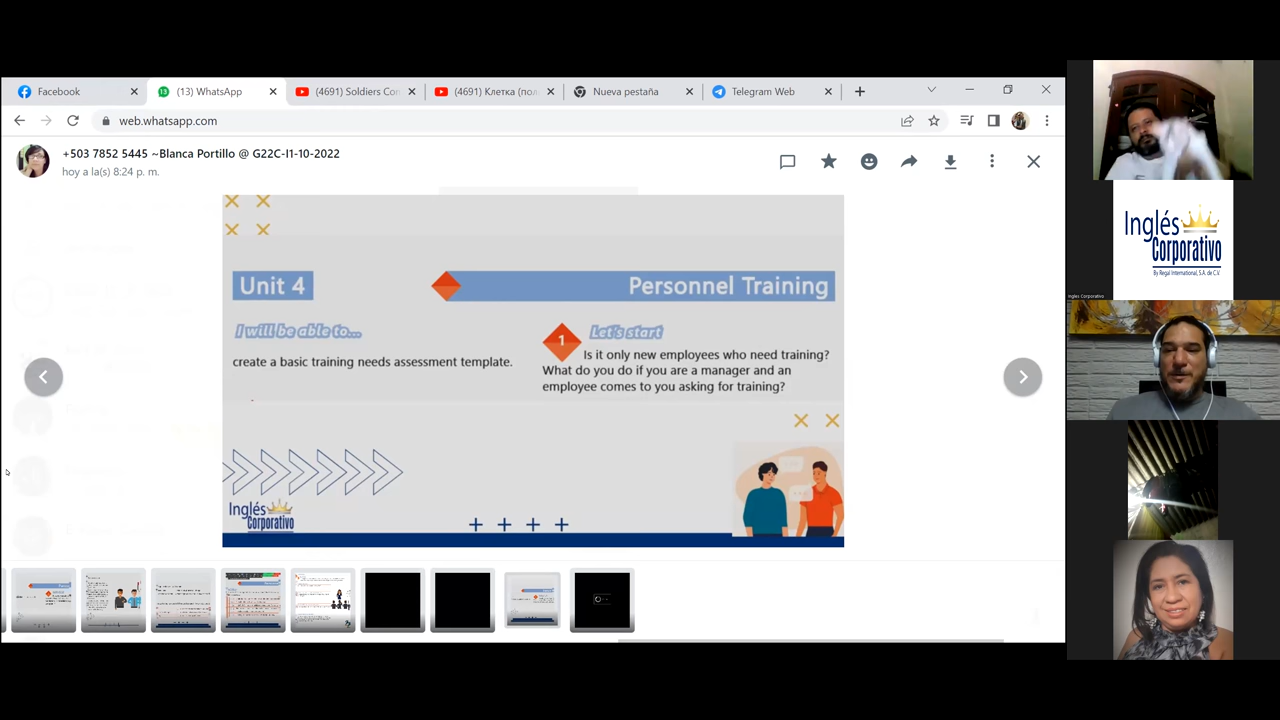 Facebook
(13) WhatsApp
(4691) Soldiers Con
(4691) Клетка (пол
Nueva pestaña
Telegram Web
web.whatsapp.com
+503 7852 5445 ~Blanca Portillo @ G22C-I1-10-2022
hoy a la(s) 8:24 p. m.
Unit 4
Personnel Training
I will be able to...
create a basic training needs assessment template.
1
Let's start
Is it only new employees who need training?
What do you do if you are a manager and an
employee comes to you asking for training?
Inglés
Corporativo
Inglés
Corporativo
By Regal International, S.A. de C.V.
Inglés Corporativo